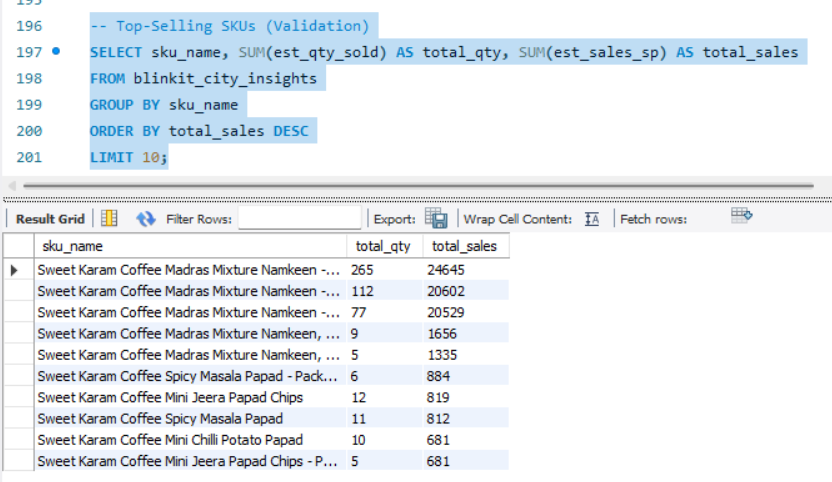 195
196 -- Top-Selling SKUs (Validation)
197 SELECT sku_name, SUM(est_qty_sold) AS total_qty, SUM(est_sales_sp) AS total_sales
198 FROM blinkit_city_insights
199 GROUP BY sku_name
200 ORDER BY total_sales DESC
201 LIMIT 10;
Result Grid Filter Rows: Export: Wrap Cell Content: Fetch rows:
sku_name total_qty total_sales
Sweet Karam Coffee Madras Mixture Namkeen -... 265 24645
Sweet Karam Coffee Madras Mixture Namkeen -... 112 20602
Sweet Karam Coffee Madras Mixture Namkeen -... 77 20529
Sweet Karam Coffee Madras Mixture Namkeen, ... 9 1656
Sweet Karam Coffee Madras Mixture Namkeen, ... 5 1335
Sweet Karam Coffee Spicy Masala Papad - Pack... 6 884
Sweet Karam Coffee Mini Jeera Papad Chips 12 819
Sweet Karam Coffee Spicy Masala Papad 11 812
Sweet Karam Coffee Mini Chilli Potato Papad 10 681
Sweet Karam Coffee Mini Jeera Papad Chips - P... 5 681